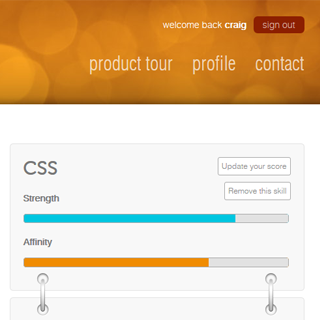 welcome back craig sign out
product tour profile contact
CSS
Update your score
Remove this skill
Strength
Affinity